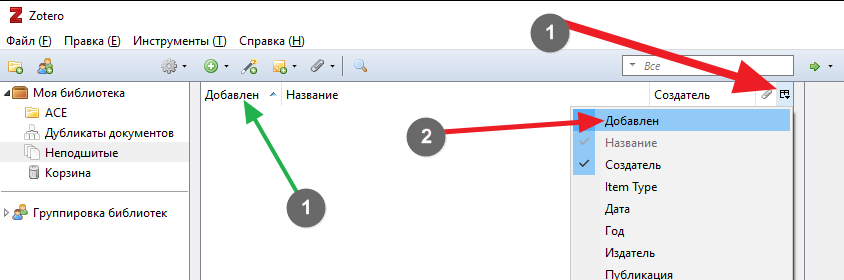 Zotero
Файл (F) Правка (E) Инструменты (T) Справка (H)
1
Все
Моя библиотека
ACE
Дубликаты документов
Неподшитые
Корзина
Группировка библиотек
Добавлен Название Создатель
2
1
Добавлен
Название
Создатель
Item Type
Дата
Год
Издатель
Публикация